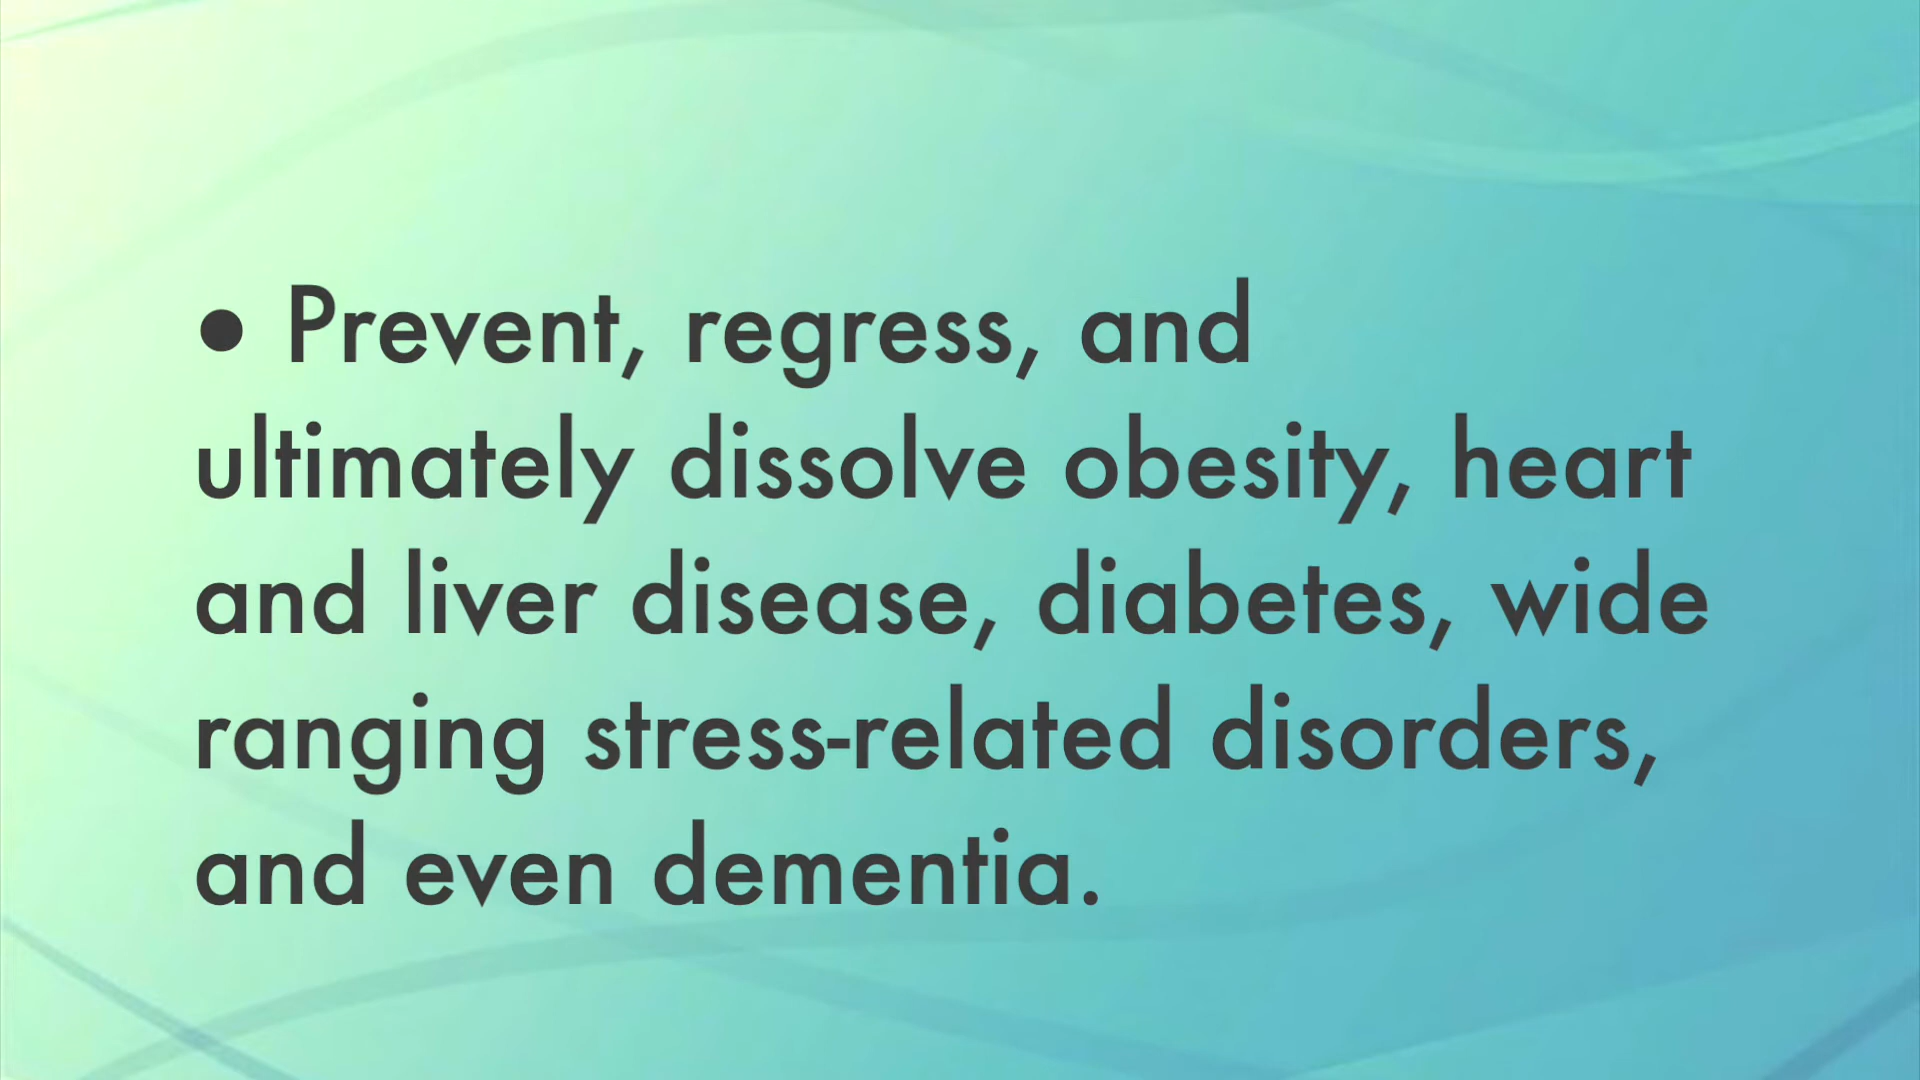 • Prevent, regress, and
ultimately dissolve obesity, heart
and liver disease, diabetes, wide
ranging stress-related disorders,
and even dementia.